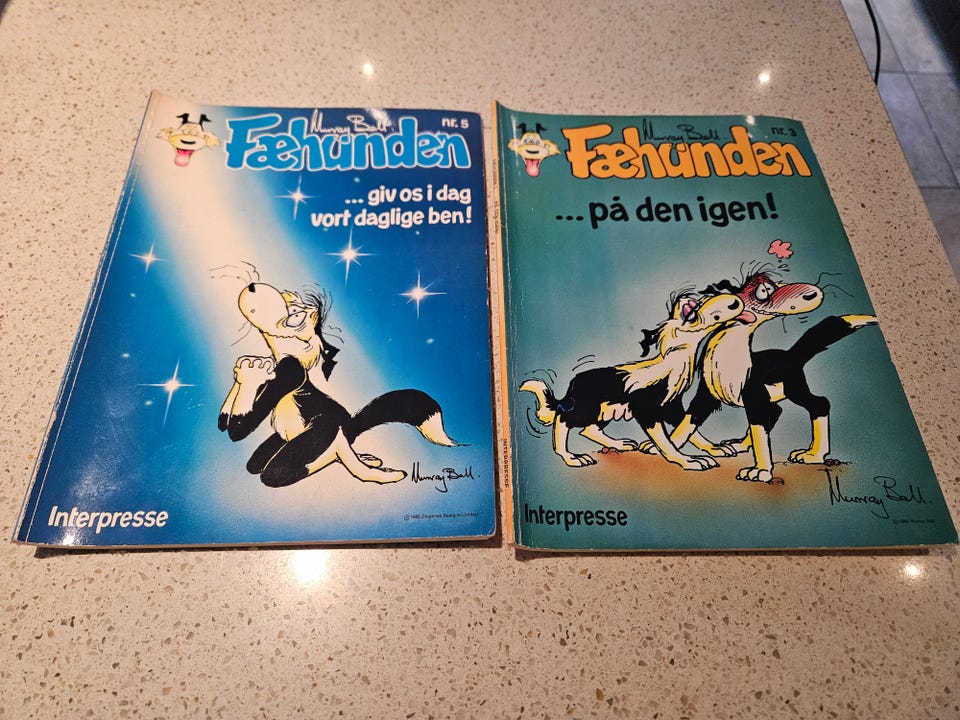 Murray Ball
Fæhunden
nr. 5
... giv os i dag
vort daglige ben!
Murray Ball.
Interpresse
Murray Ball
Fæhunden
nr. 3
... på den igen!
Murray Ball.
Interpresse
INTERPRESSE